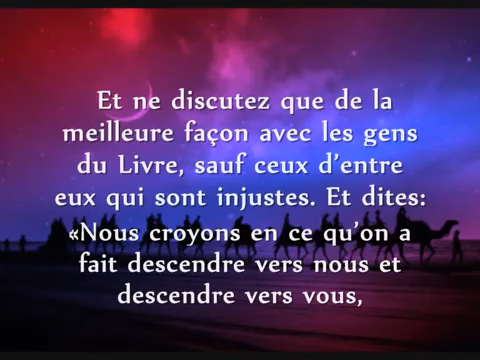 Et ne discutez que de la
meilleure façon avec les gens
du Livre, sauf ceux d'entre
eux qui sont injustes. Et dites:
«Nous croyons en ce qu'on a
fait descendre vers nous et
descendre vers vous,